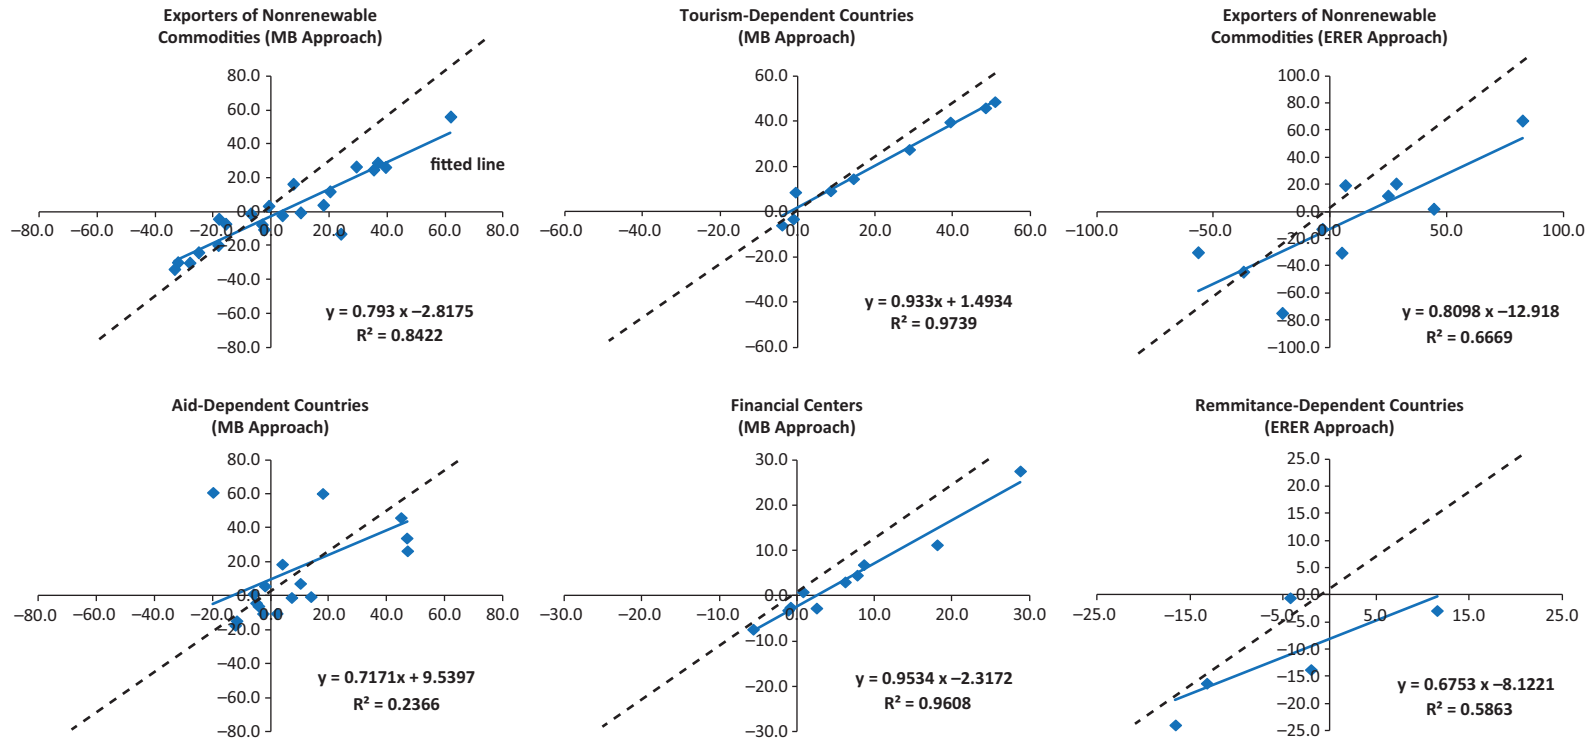 Exporters of Nonrenewable
Commodities (MB Approach)
80.0
60.0
40.0
fitted line
20.0
0.0
−80.0 −60.0 −40.0 −20.0 0.0 20.0 40.0 60.0 80.0
−20.0
−40.0
−60.0
−80.0
y = 0.793 x −2.8175
R² = 0.8422
Tourism-Dependent Countries
(MB Approach)
60.0
40.0
20.0
0.0
−60.0 −40.0 −20.0 0.0 20.0 40.0 60.0
−20.0
−40.0
−60.0
y = 0.933x + 1.4934
R² = 0.9739
Exporters of Nonrenewable
Commodities (ERER Approach)
100.0
80.0
60.0
40.0
20.0
0.0
−100.0 −50.0 0.0 50.0 100.0
−20.0
−40.0
−60.0
−80.0
−100.0
y = 0.8098 x −12.918
R² = 0.6669
Aid-Dependent Countries
(MB Approach)
80.0
60.0
40.0
20.0
0.0
−80.0 −60.0 −40.0 −20.0 0.0 20.0 40.0 60.0 80.0
−20.0
−40.0
−60.0
−80.0
y = 0.7171x + 9.5397
R² = 0.2366
Financial Centers
(MB Approach)
30.0
20.0
10.0
0.0
−30.0 −20.0 −10.0 0.0 10.0 20.0 30.0
−10.0
−20.0
−30.0
y = 0.9534 x −2.3172
R² = 0.9608
Remmitance-Dependent Countries
(ERER Approach)
25.0
20.0
15.0
10.0
5.0
0.0
−25.0 −15.0 −5.0 5.0 15.0 25.0
−5.0
−10.0
−15.0
−20.0
−25.0
y = 0.6753 x −8.1221
R² = 0.5863